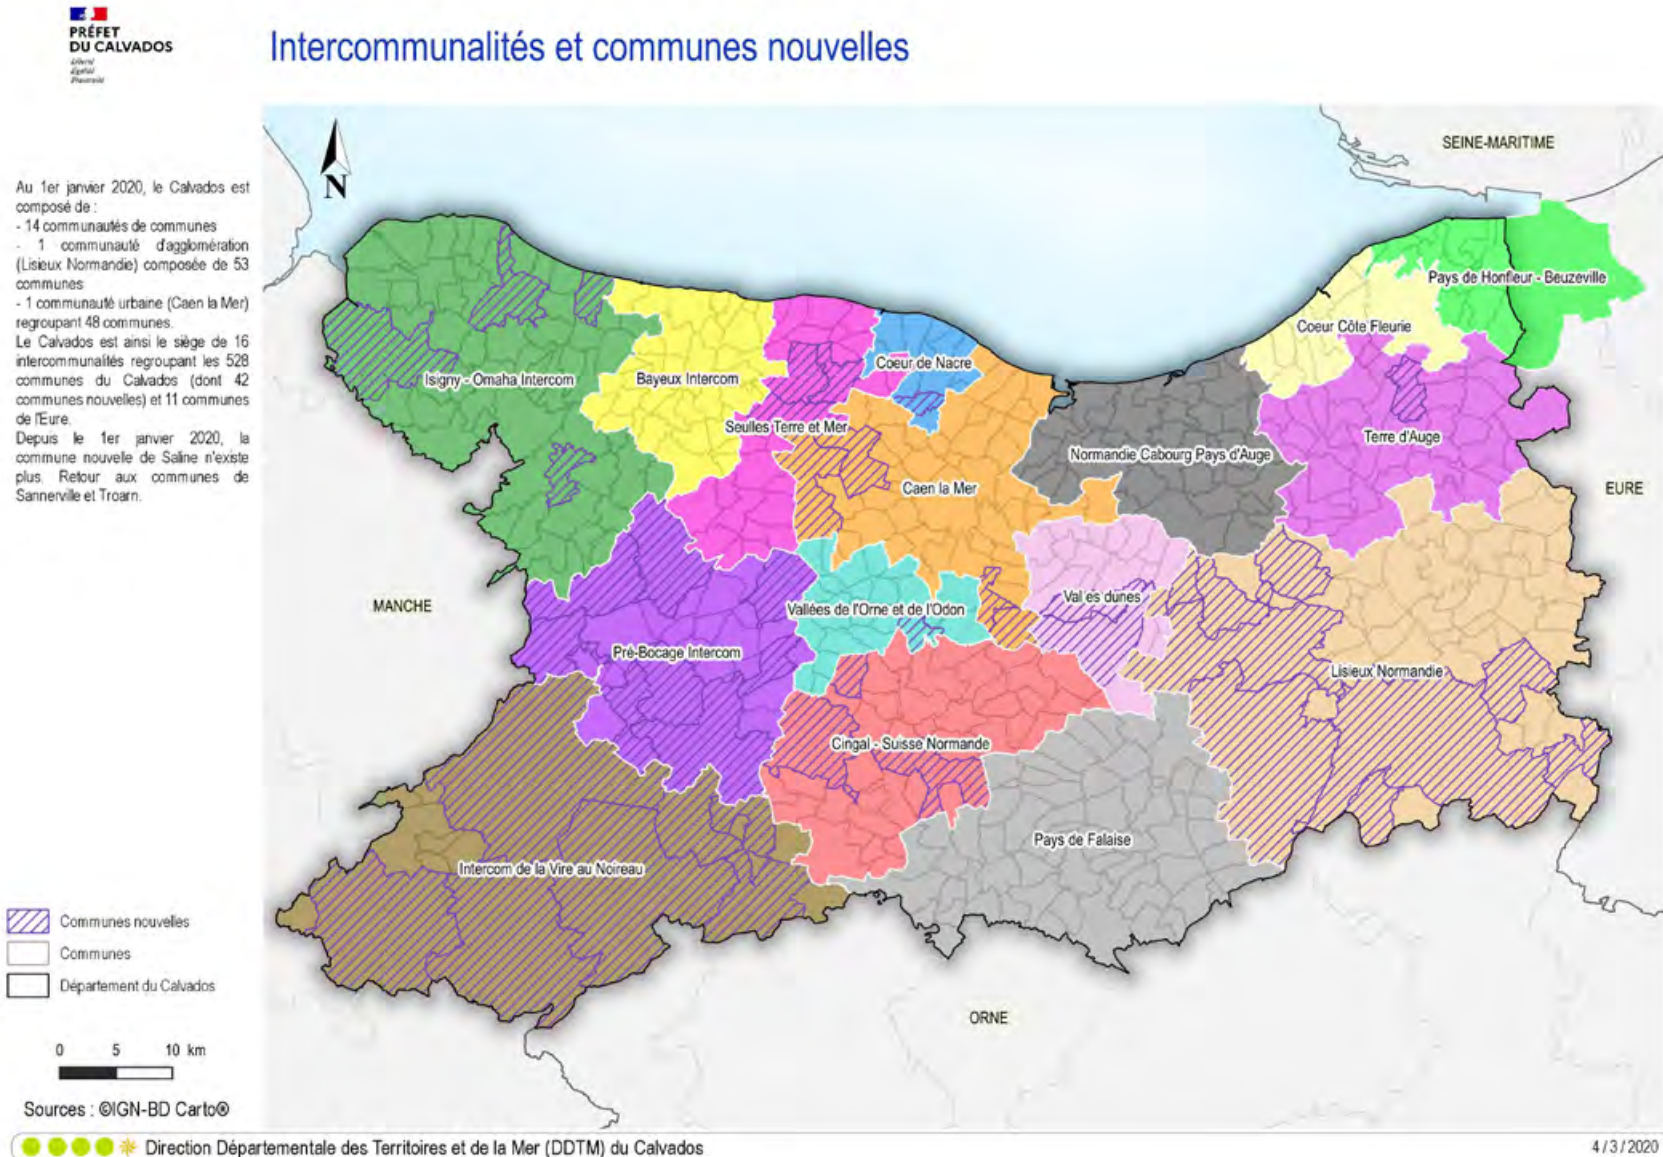 PRÉFET
DU CALVADOS
Liberté
Égalité
Fraternité
Intercommunalités et communes nouvelles
Au 1er janvier 2020, le Calvados est
composé de :
- 14 communautés de communes
- 1 communauté d'agglomération
(Lisieux Normandie) composée de 53
communes
- 1 communauté urbaine (Caen la Mer)
regroupant 48 communes.
Le Calvados est ainsi le siège de 16
intercommunalités regroupant les 528
communes du Calvados (dont 42
communes nouvelles) et 11 communes
de l'Eure.
Depuis le 1er janvier 2020, la
commune nouvelle de Saline n'existe
plus. Retour aux communes de
Sannerville et Troarn.
N
SEINE-MARITIME
Pays de Honfleur - Beuzeville
Coeur Côte Fleurie
Coeur de Nacre
Isigny - Omaha Intercom
Bayeux Intercom
Seulles Terre et Mer
Terre d'Auge
Normandie Cabourg Pays d'Auge
Caen la Mer
EURE
MANCHE
Val es dunes
Vallées de l'Orne et de l'Odon
Pré-Bocage Intercom
Lisieux Normandie
Cingal - Suisse Normande
Pays de Falaise
Intercom de la Vire au Noireau
ORNE
Communes nouvelles
Communes
Département du Calvados
0 5 10 km
Sources : ©IGN-BD Carto®
Direction Départementale des Territoires et de la Mer (DDTM) du Calvados
4/3/2020